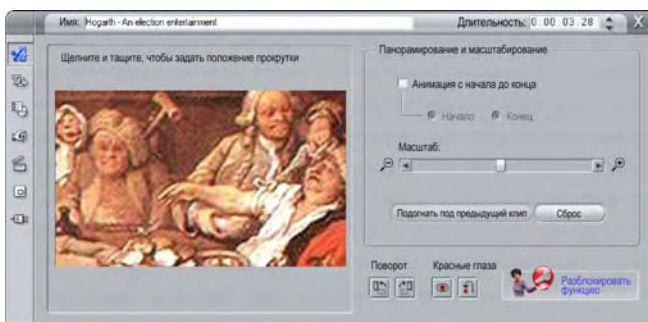 Имя: Hogarth - An election entertainment
Длительность: 0:00:03.28
Щелкните и тащите, чтобы задать положение прокрутки
Панорамирование и масштабирование
Анимация с начала до конца
Начало Конец
Масштаб:
Подогнать под предыдущий клип Сброс
Поворот Красные глаза
Разблокировать
функцию